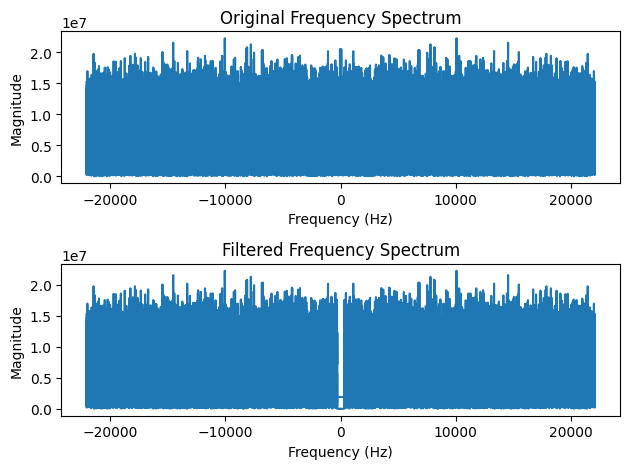 Original Frequency Spectrum
1e7
2.0
1.5
1.0
0.5
0.0
Magnitude
−20000 −10000 0 10000 20000
Frequency (Hz)
Filtered Frequency Spectrum
1e7
2.0
1.5
1.0
0.5
0.0
Magnitude
−20000 −10000 0 10000 20000
Frequency (Hz)